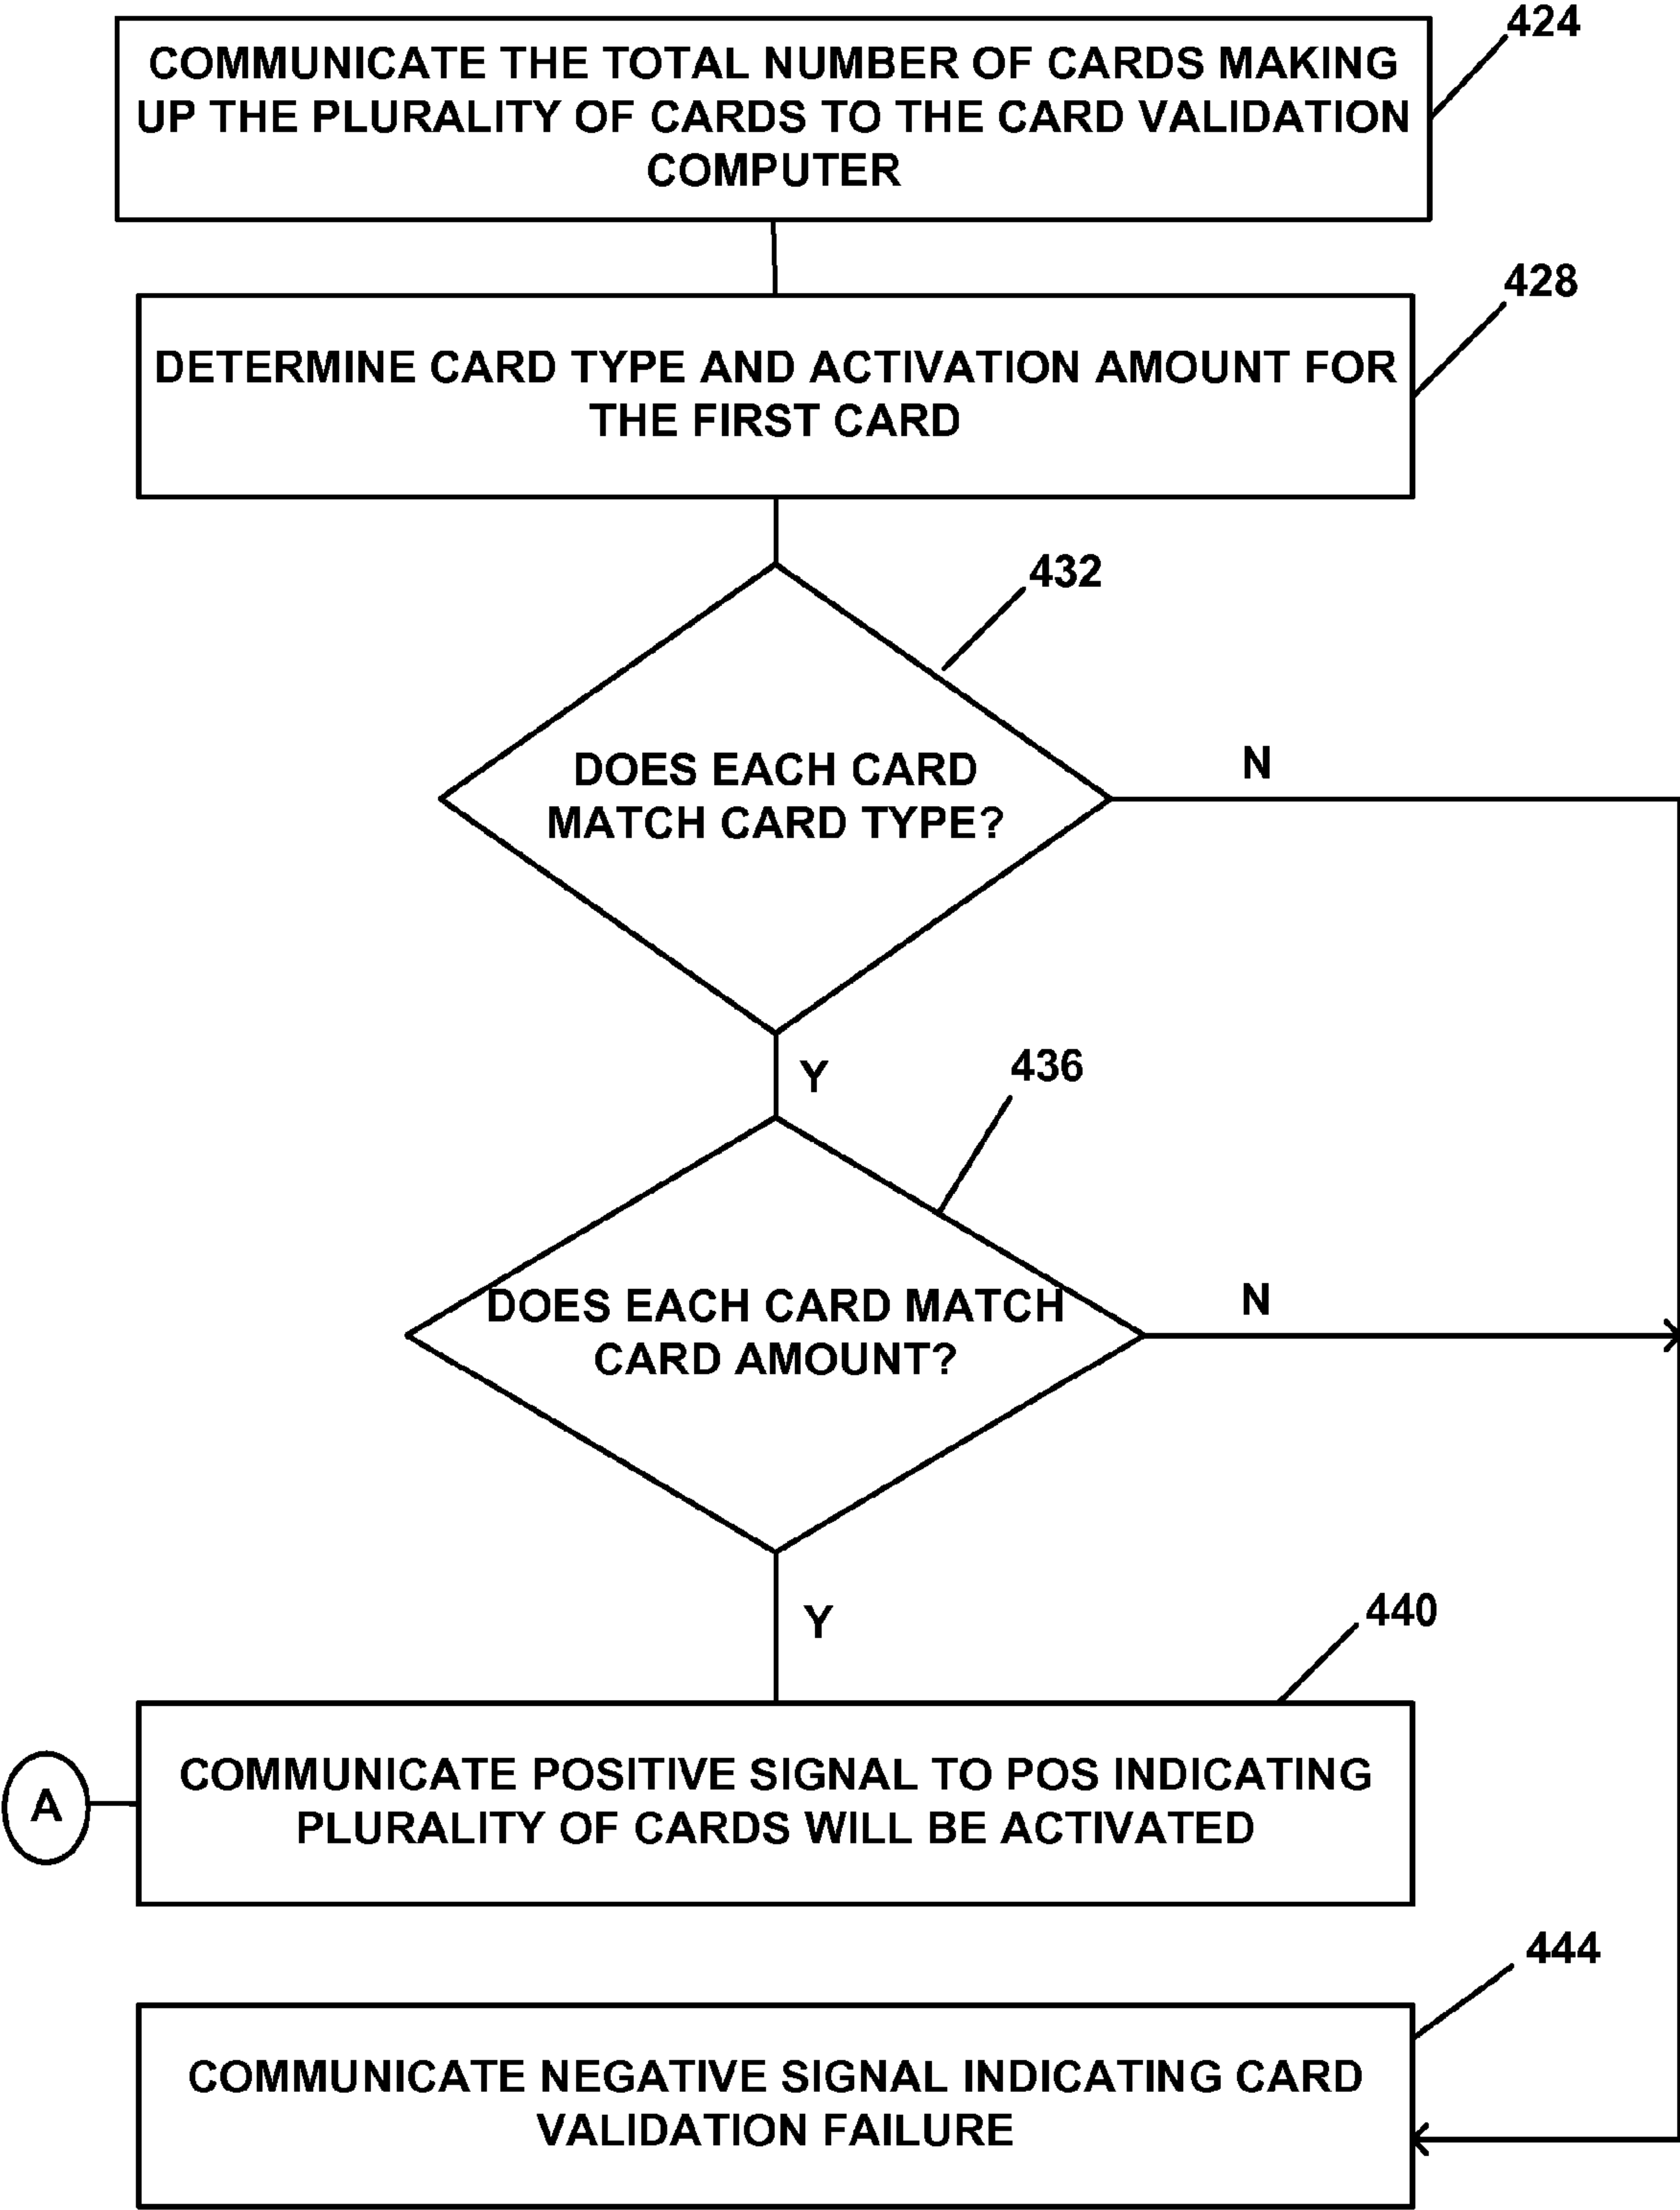 424
COMMUNICATE THE TOTAL NUMBER OF CARDS MAKING
UP THE PLURALITY OF CARDS TO THE CARD VALIDATION
COMPUTER
428
DETERMINE CARD TYPE AND ACTIVATION AMOUNT FOR
THE FIRST CARD
432
DOES EACH CARD
MATCH CARD TYPE?
N
Y
436
DOES EACH CARD MATCH
CARD AMOUNT?
N
Y
440
COMMUNICATE POSITIVE SIGNAL TO POS INDICATING
PLURALITY OF CARDS WILL BE ACTIVATED
A
444
COMMUNICATE NEGATIVE SIGNAL INDICATING CARD
VALIDATION FAILURE